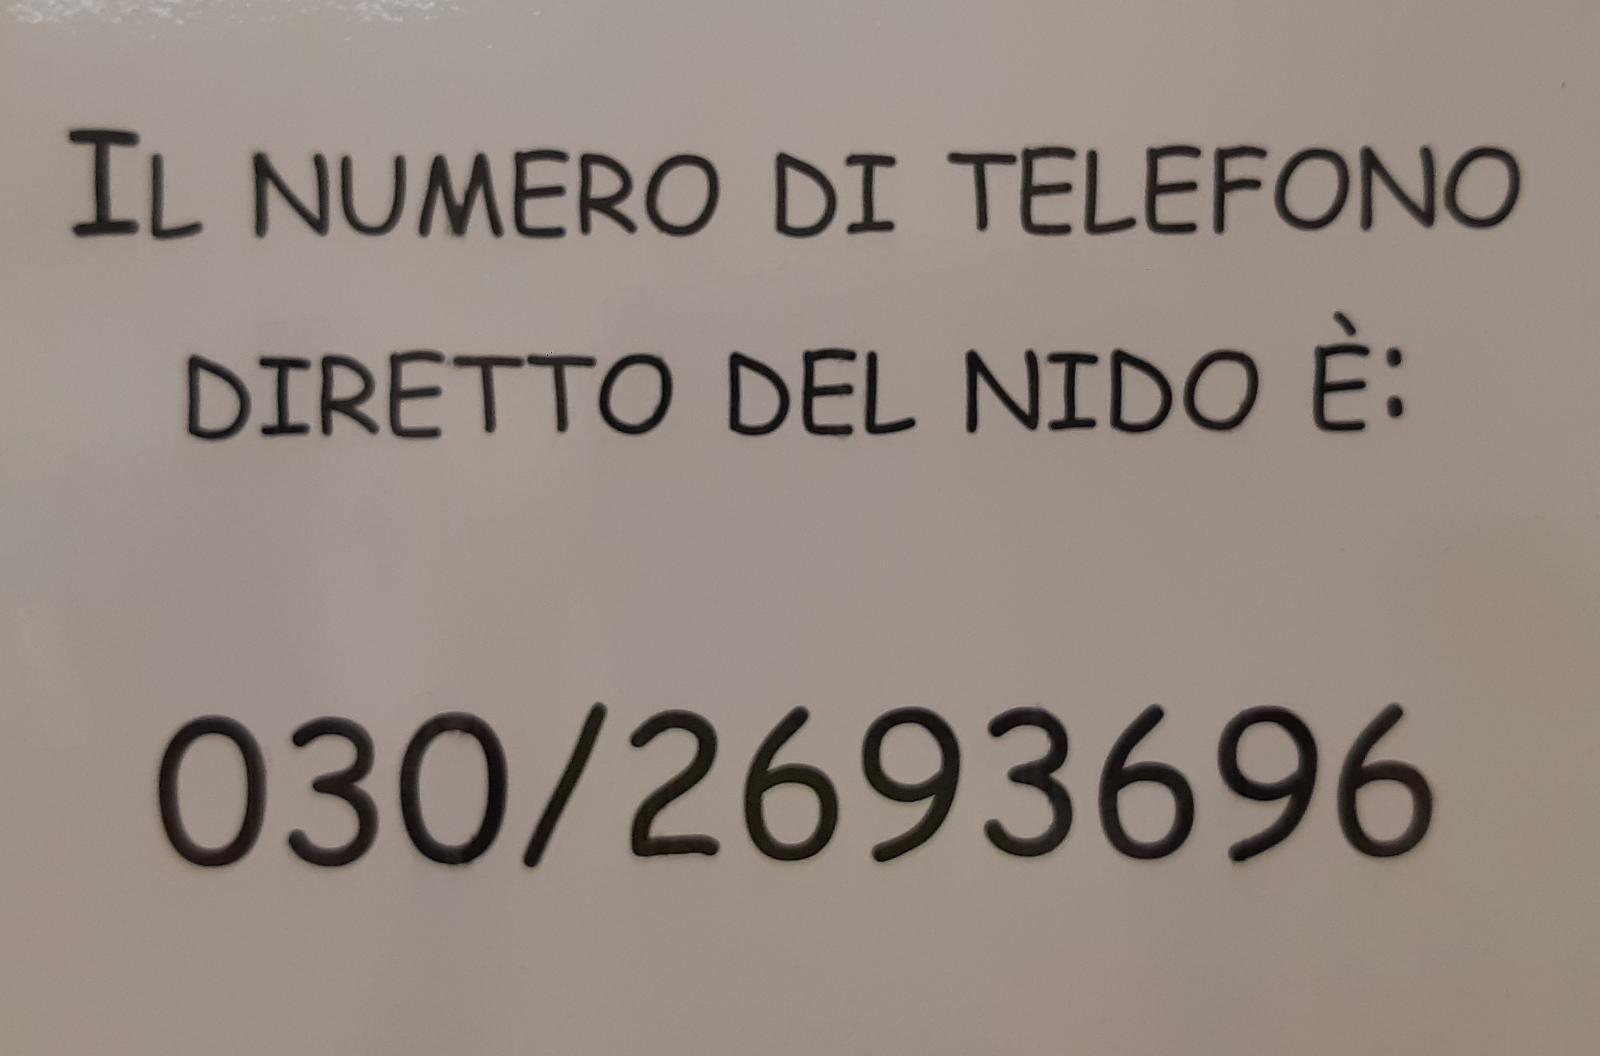 IL NUMERO DI TELEFONO
DIRETTO DEL NIDO È:
030/2693696